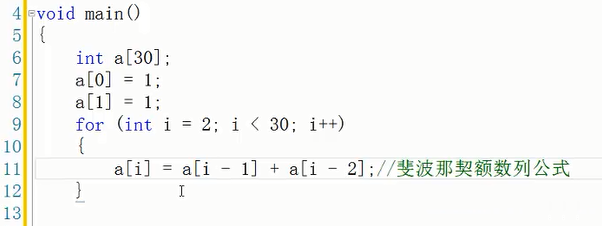 4 void main()
5 {
6 int a[30];
7 a[0] = 1;
8 a[1] = 1;
9 for (int i = 2; i < 30; i++)
10 {
11 a[i] = a[i - 1] + a[i - 2];//斐波那契额数列公式
12 }
13